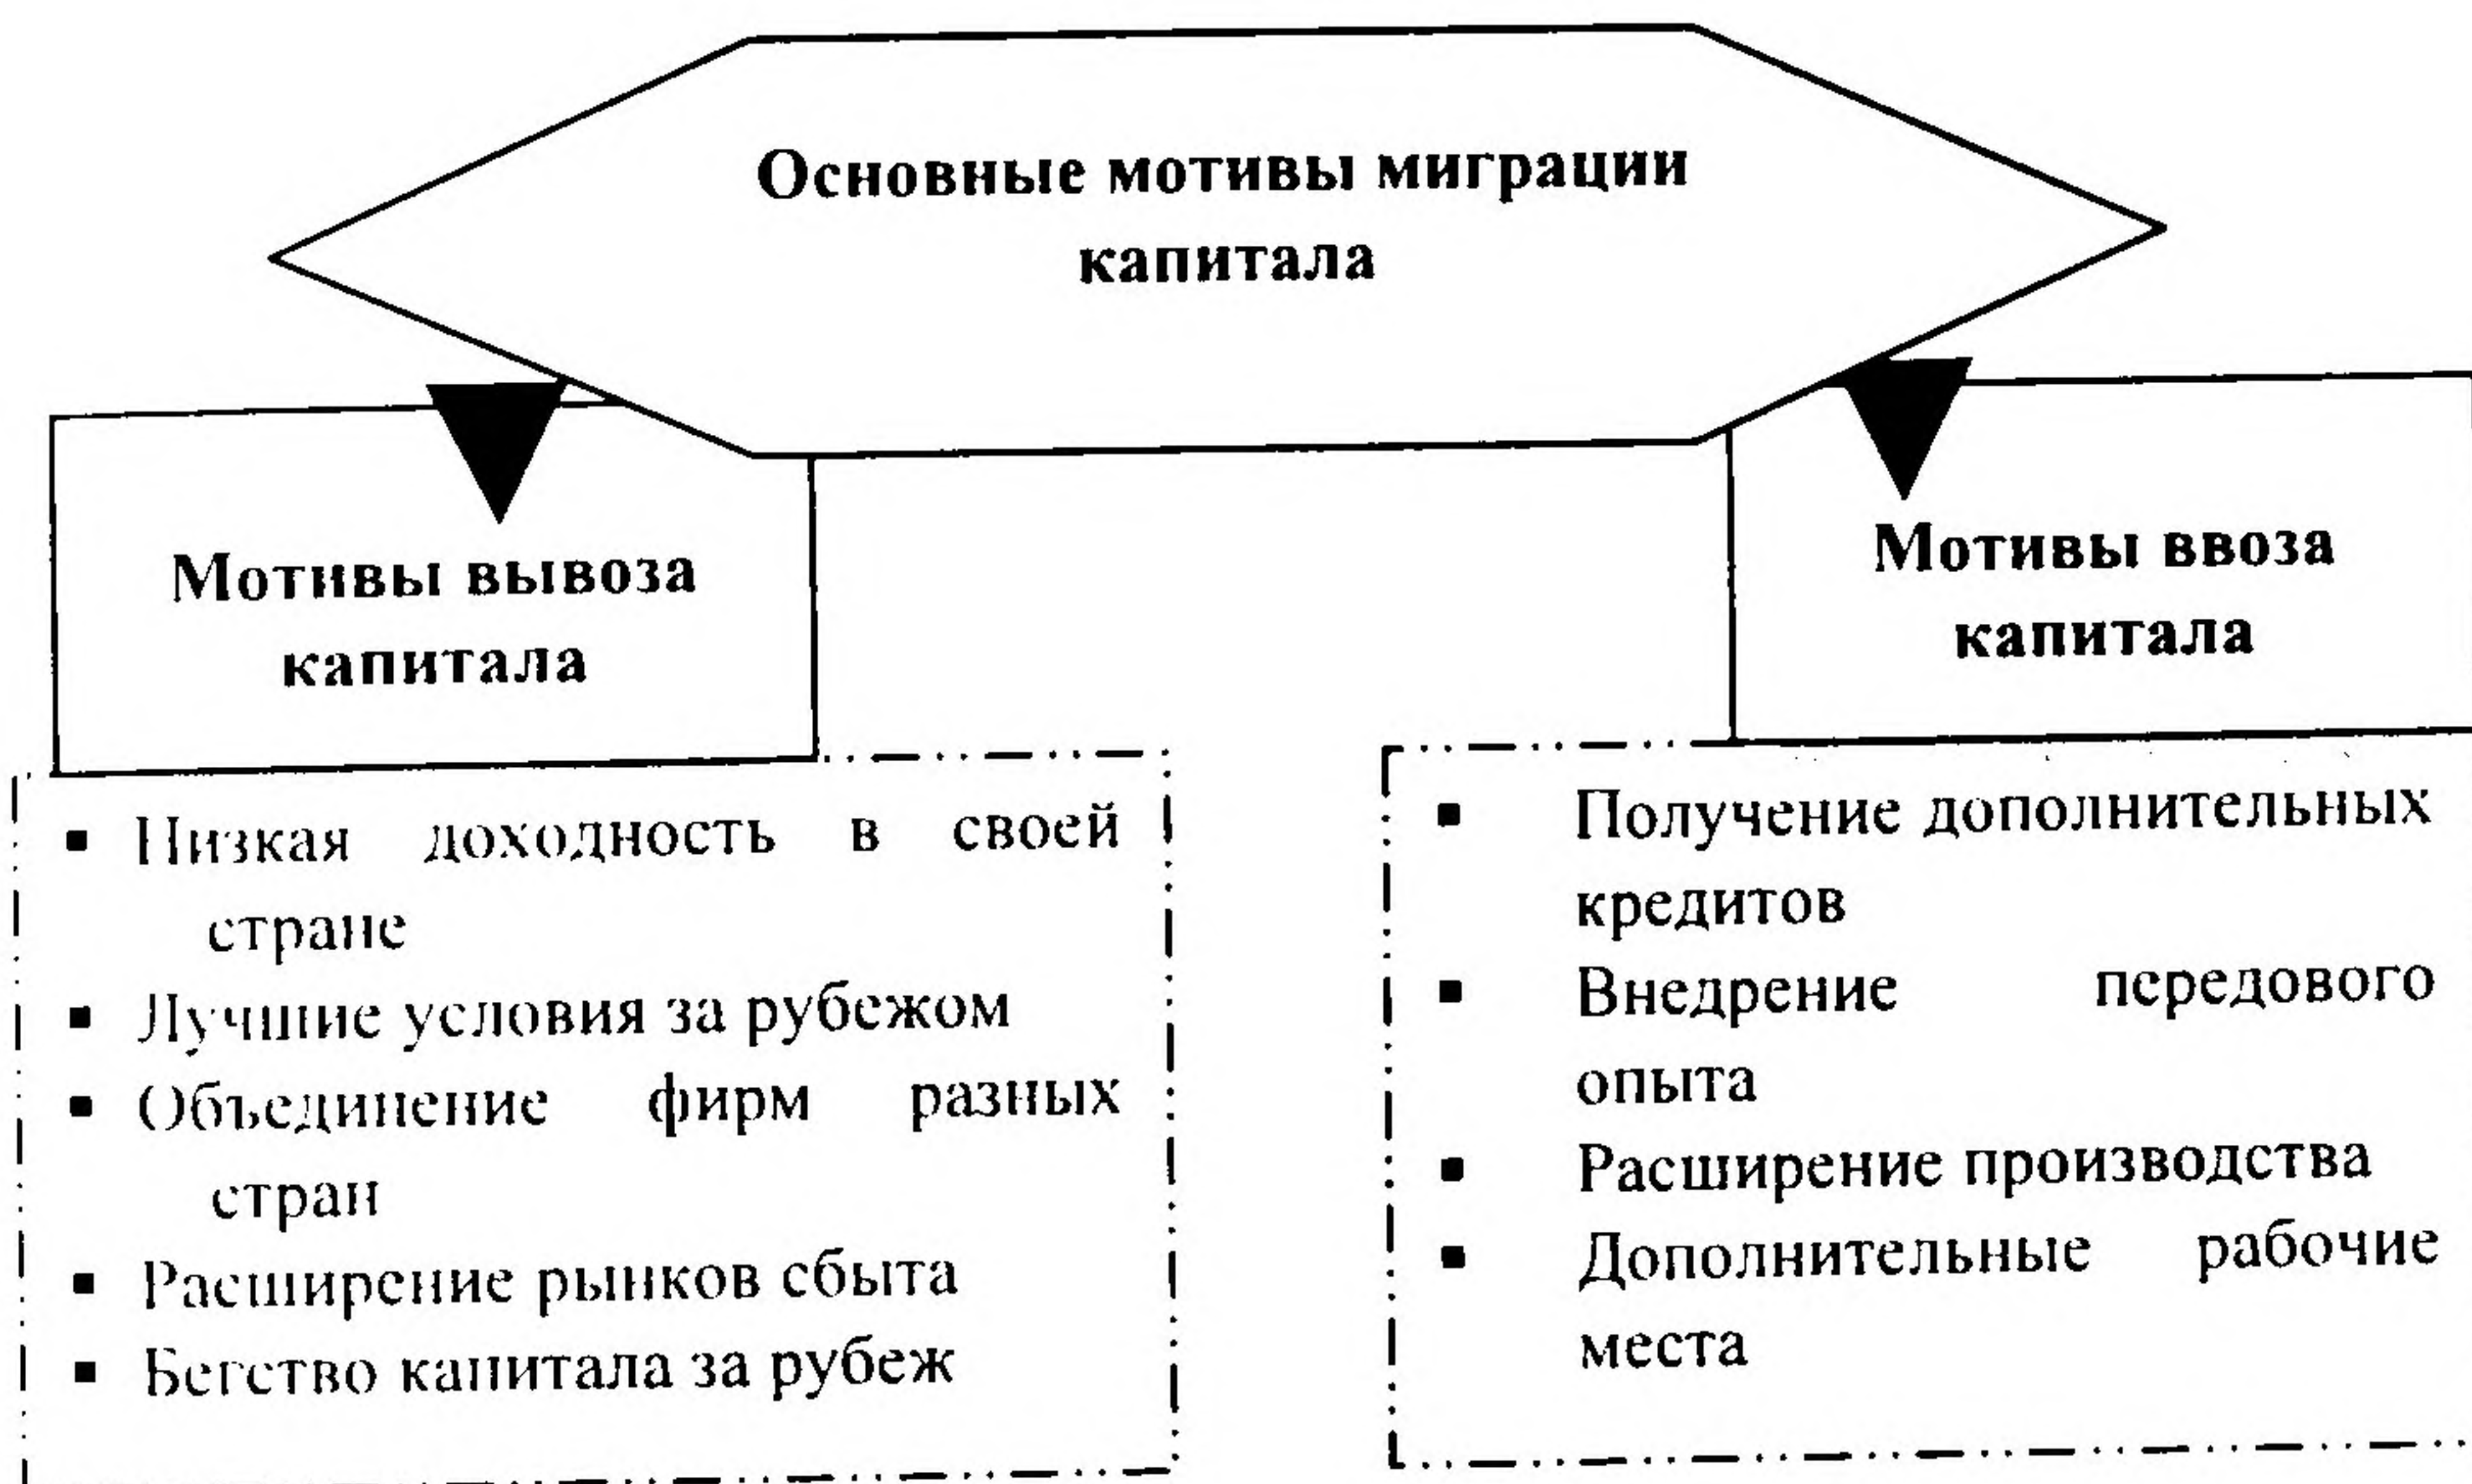 Основные мотивы миграции
капитала
Мотивы вывоза
капитала
▪ Низкая доходность в своей
стране
▪ Лучшие условия за рубежом
▪ Объединение фирм разных
стран
▪ Расширение рынков сбыта
▪ Бегство капитала за рубеж
Мотивы ввоза
капитала
▪ Получение дополнительных
кредитов
▪ Внедрение передового
опыта
▪ Расширение производства
▪ Дополнительные рабочие
места